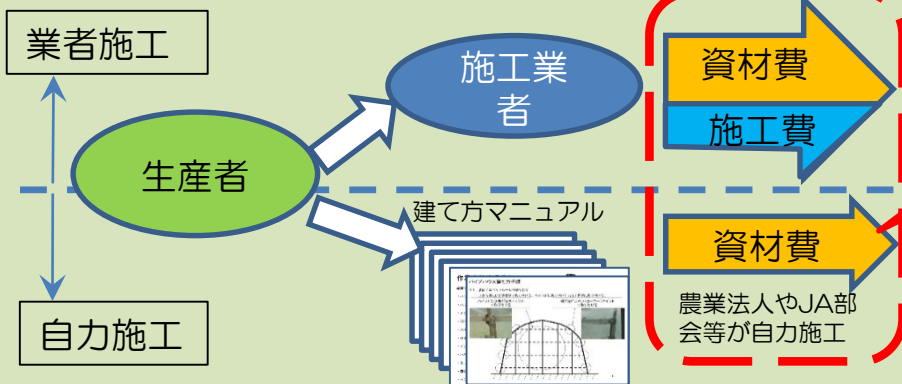 業者施工
施工業
者
資材費
施工費
生産者
建て方マニュアル
資材費
自力施工
農業法人やJA部
会等が自力施工